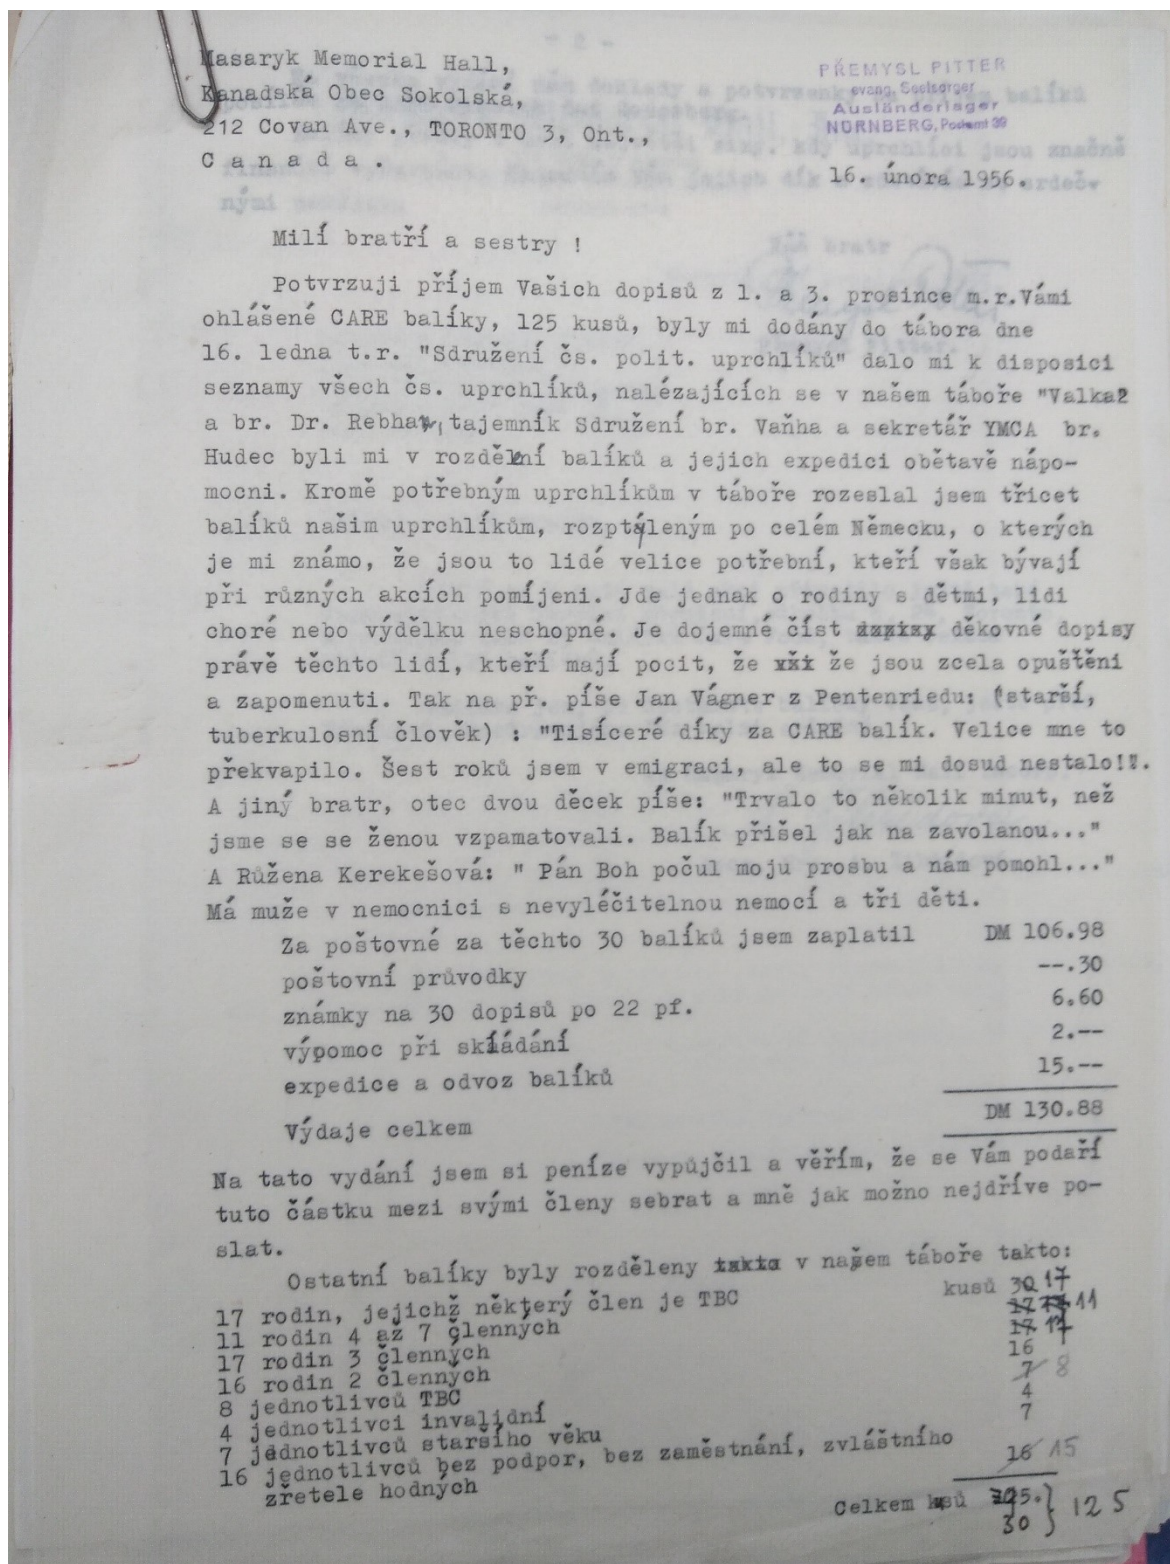 Masaryk Memorial Hall,
Kanadská Obec Sokolská,
212 Covan Ave., TORONTO 3, Ont.,
C a n a d a .
PŘEMYSL PITTER
evang. Seelsorger
Ausländerlager
NÜRNBERG, Postamt 39
16. února 1956.
Milí bratří a sestry !
Potvrzuji příjem Vašich dopisů z 1. a 3. prosince m.r.Vámi
ohlášené CARE balíky, 125 kusů, byly mi dodány do tábora dne
16. ledna t.r. "Sdružení čs. polit. uprchlíků" dalo mi k disposici
seznamy všech čs. uprchlíků, nalézajících se v našem táboře "Valka2
a br. Dr. Rebhan, tajemník Sdružení br. Vaňha a sekretář YMCA br.
Hudec byli mi v rozdělení balíků a jejich expedici obětavě nápo-
mocni. Kromě potřebným uprchlíkům v táboře rozeslal jsem třicet
balíků našim uprchlíkům, rozptýleným po celém Německu, o kterých
je mi známo, že jsou to lidé velice potřební, kteří však bývají
při různých akcích pomíjeni. Jde jednak o rodiny s dětmi, lidi
choré nebo výdělku neschopné. Je dojemné číst děkovné dopisy
právě těchto lidí, kteří mají pocit, že že jsou zcela opuštěni
a zapomenuti. Tak na př. píše Jan Vágner z Pentenriedu: (starší,
tuberkulosní člověk) : "Tisíceré díky za CARE balík. Velice mne to
překvapilo. Šest roků jsem v emigraci, ale to se mi dosud nestalo!".
A jiný bratr, otec dvou děcek píše: "Trvalo to několik minut, než
jsme se se ženou vzpamatovali. Balík přišel jak na zavolanou..."
A Růžena Kerekešová: " Pán Boh počul moju prosbu a nám pomohl..."
Má muže v nemocnici s nevyléčitelnou nemocí a tři děti.
Za poštovné za těchto 30 balíků jsem zaplatil DM 106.98
poštovní průvodky --.30
známky na 30 dopisů po 22 pf. 6.60
výpomoc při skládání 2.--
expedice a odvoz balíků 15.--
Výdaje celkem DM 130.88
Na tato vydání jsem si peníze vypůjčil a věřím, že se Vám podaří
tuto částku mezi svými členy sebrat a mně jak možno nejdříve po-
slat.
Ostatní balíky byly rozděleny takto v našem táboře takto:
17 rodin, jejichž některý člen je TBC kusů 30 17
11 rodin 4 až 7 členných 17 11
17 rodin 3 členných 17 17
16 rodin 2 členných 16
8 jednotlivců TBC 7 8
4 jednotlivci invalidní 4
7 jednotlivců staršího věku 7
16 jednotlivců bez podpor, bez zaměstnání, zvláštního
zřetele hodných 16 15
Celkem kusů 95.
30 } 125